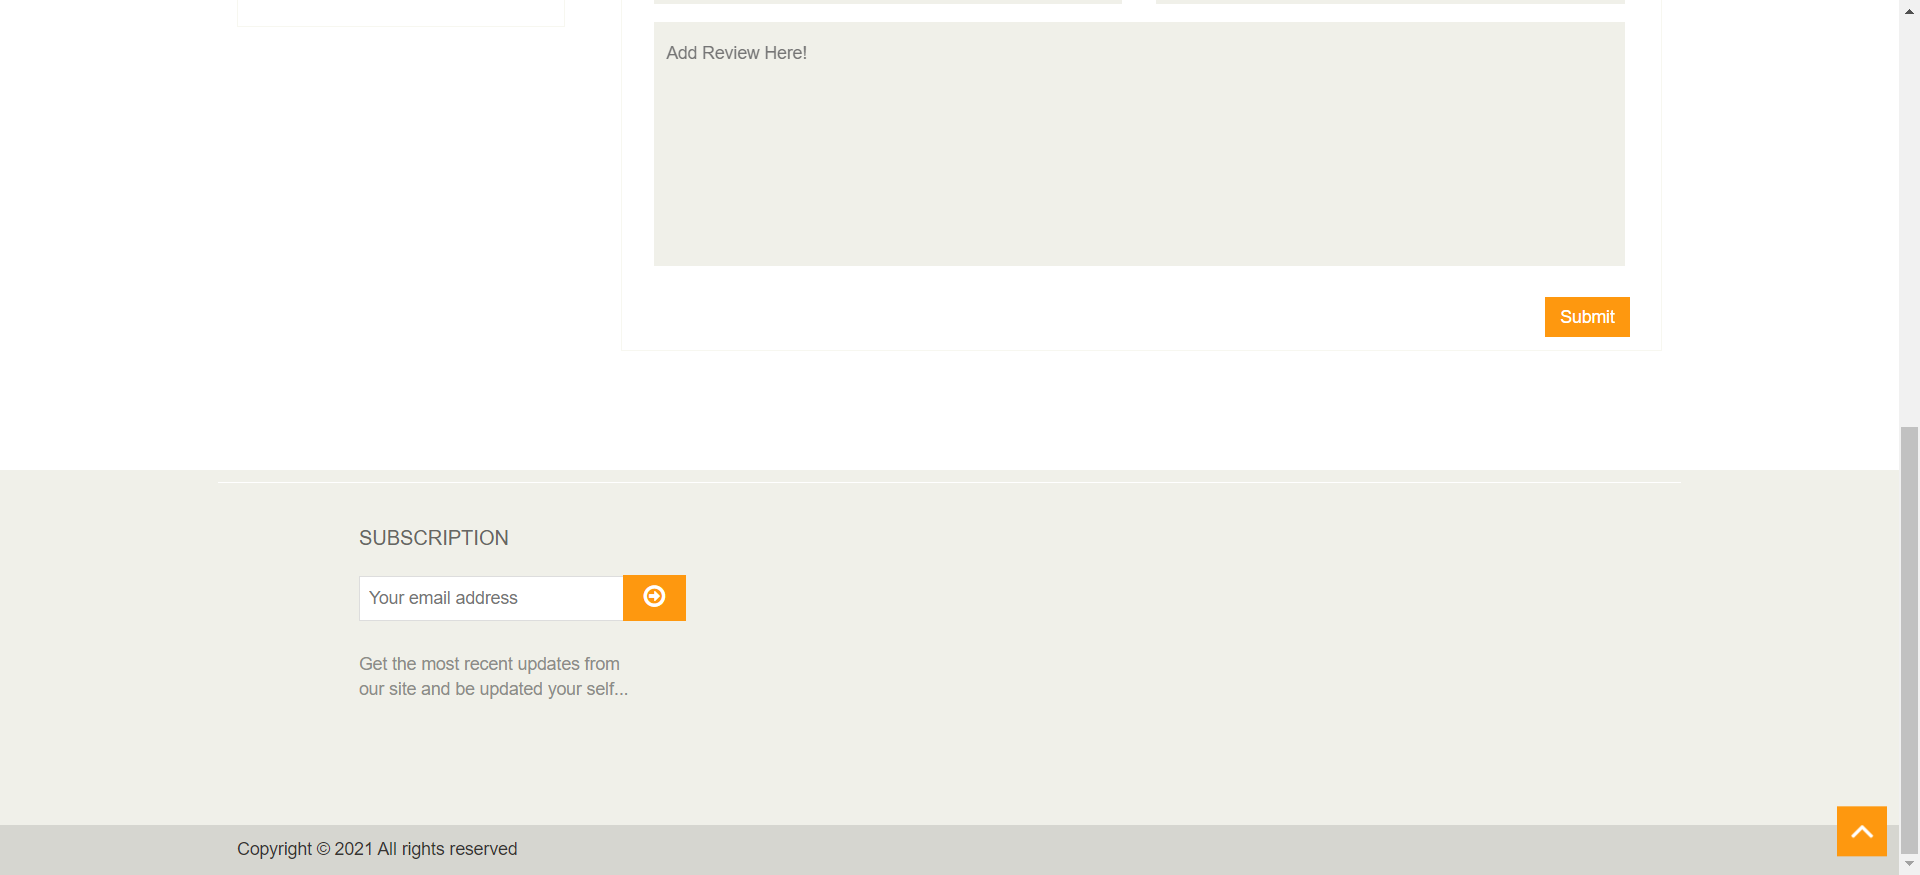 Add Review Here!
Submit
SUBSCRIPTION
Your email address
Get the most recent updates from
our site and be updated your self...
Copyright © 2021 All rights reserved